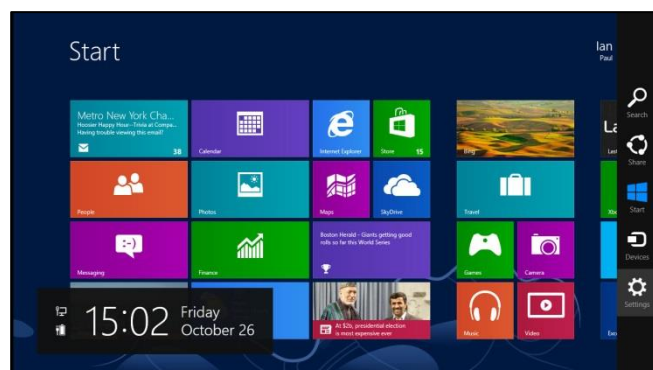 Start
Ian
Paul
Metro New York Cha...
Hoosier Happy Hour--Trivia at Compa...
Having trouble viewing this email?
38
Calendar
Internet Explorer
Store
15
Bing
Search
Share
People
Photos
Maps
SkyDrive
Travel
Start
Messaging
:-)
Finance
Boston Herald - Giants getting good
rolls so far this World Series
Games
Camera
Devices
15:02
Friday
October 26
At $2b, presidential election
is most expensive ever
Music
Video
Settings